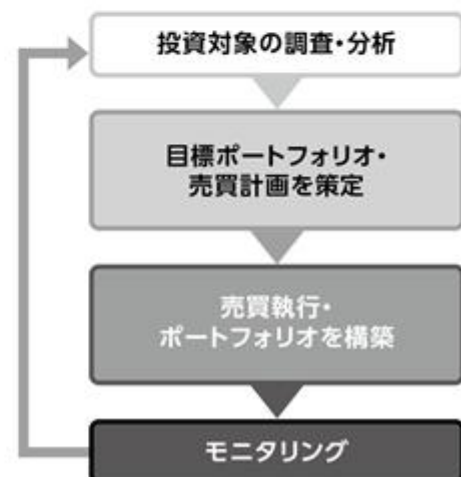 投資対象の調査・分析
目標ポートフォリオ・
売買計画を策定
売買執行・
ポートフォリオを構築
モニタリング